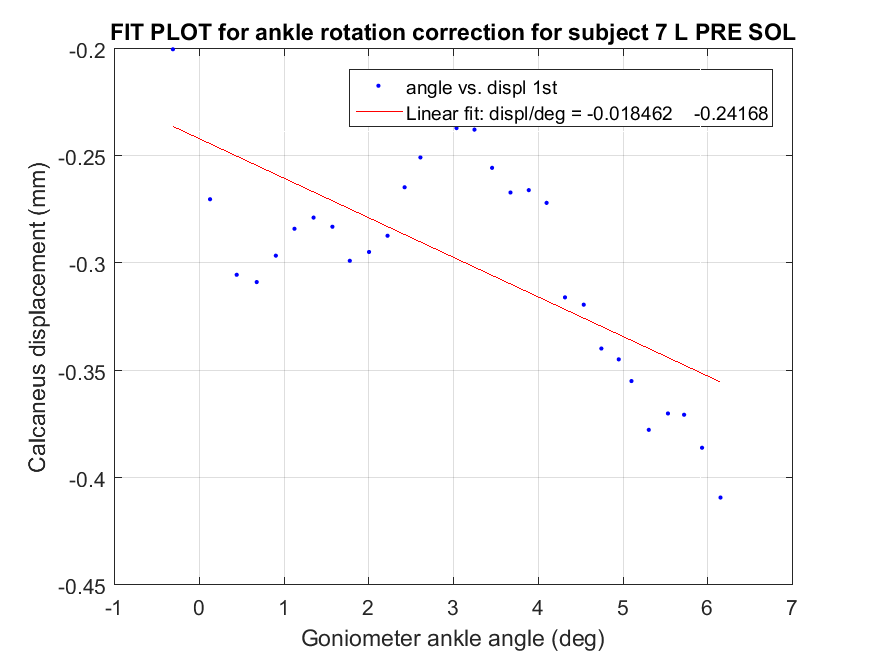 FIT PLOT for ankle rotation correction for subject 7 L PRE SOL
-0.2
angle vs. displ 1st
Linear fit: displ/deg = -0.018462 -0.24168
-0.25
-0.3
-0.35
-0.4
-0.45
Calcaneus displacement (mm)
-1 0 1 2 3 4 5 6 7
Goniometer ankle angle (deg)